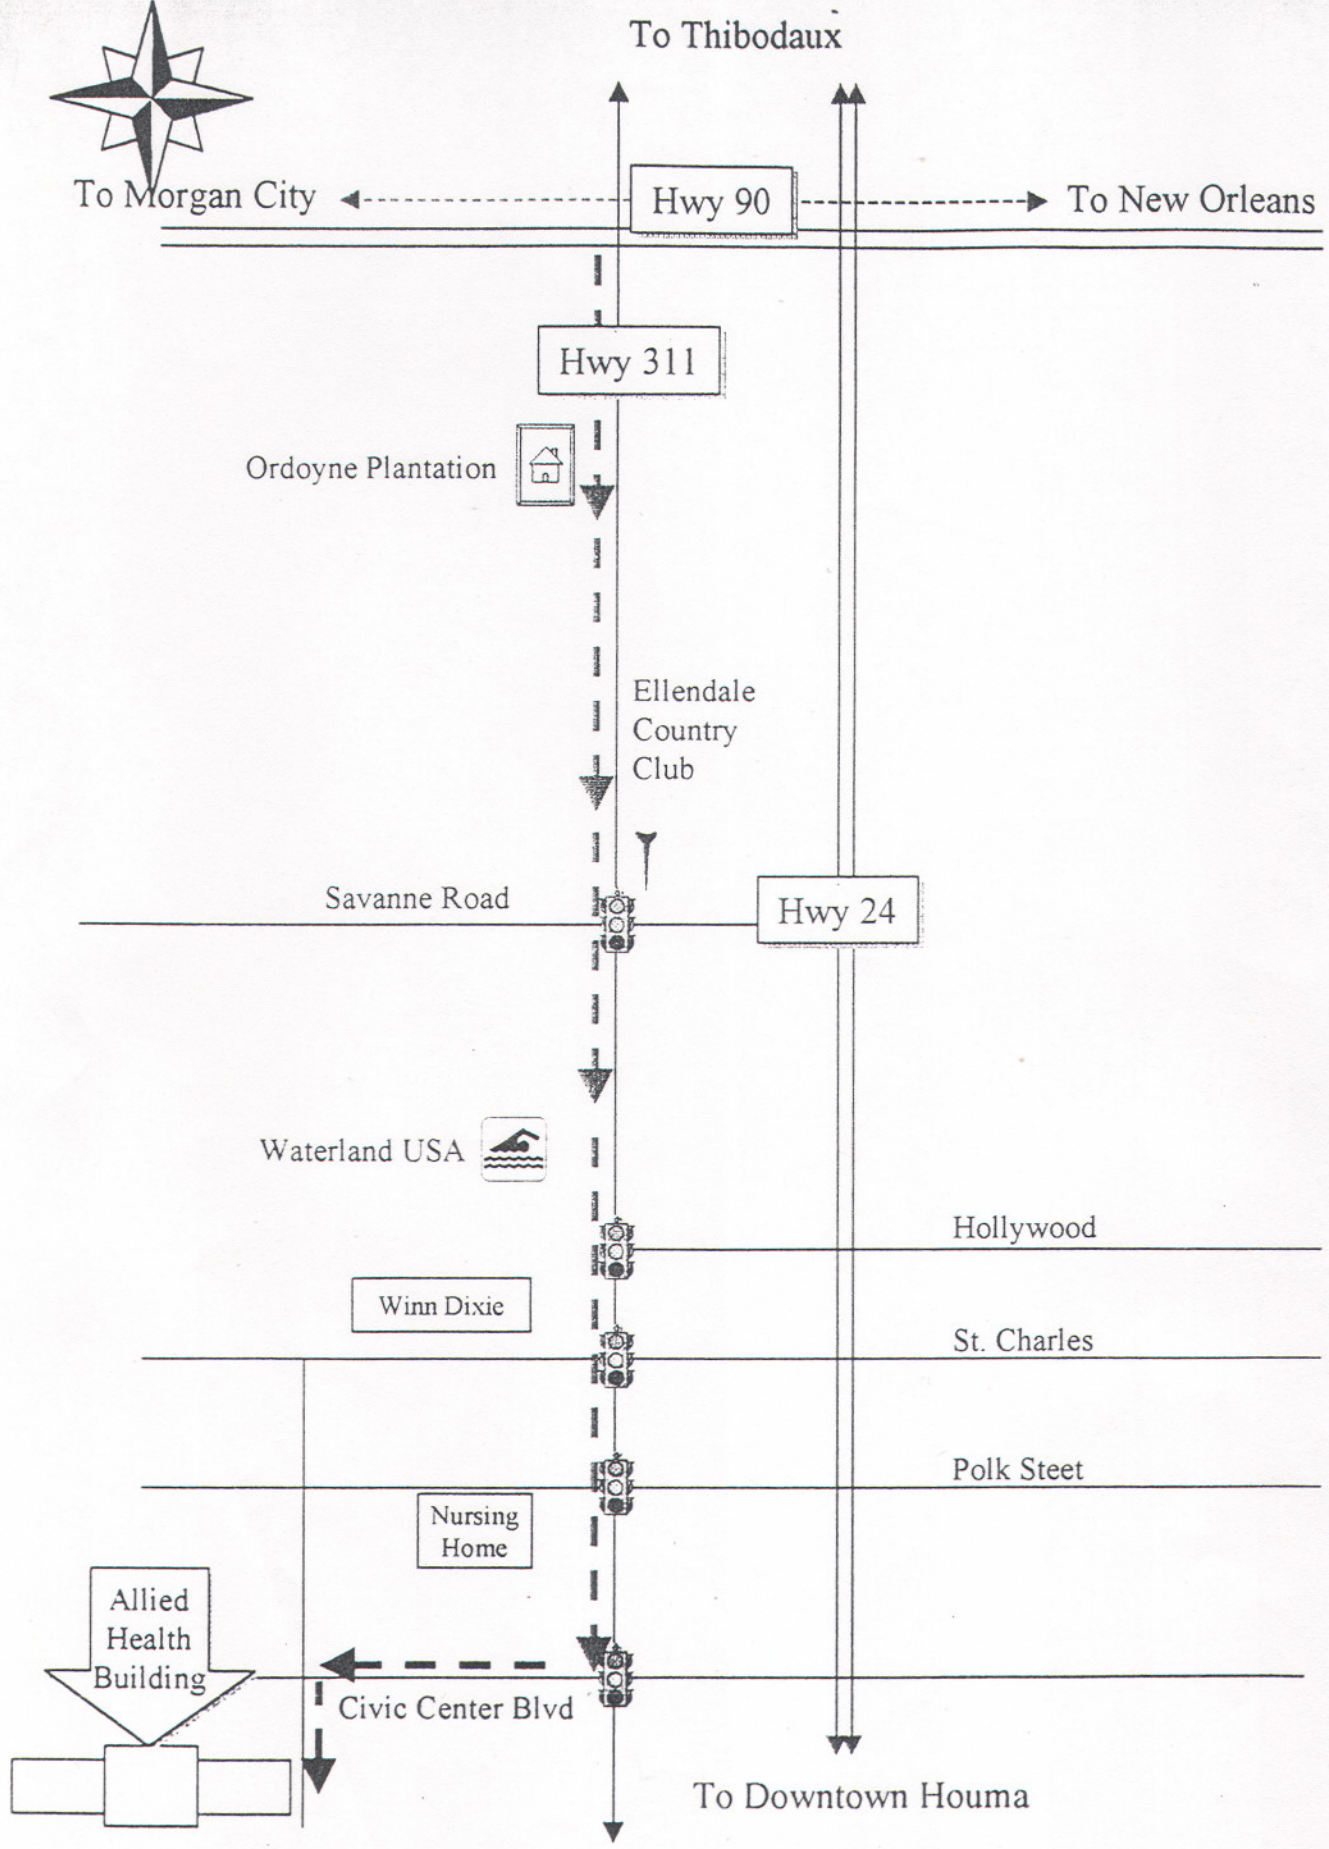 To Thibodaux
To Morgan City
Hwy 90
To New Orleans
Hwy 311
Ordoyne Plantation
Ellendale
Country
Club
Savanne Road
Hwy 24
Waterland USA
Hollywood
Winn Dixie
St. Charles
Polk Steet
Nursing
Home
Allied
Health
Building
Civic Center Blvd
To Downtown Houma